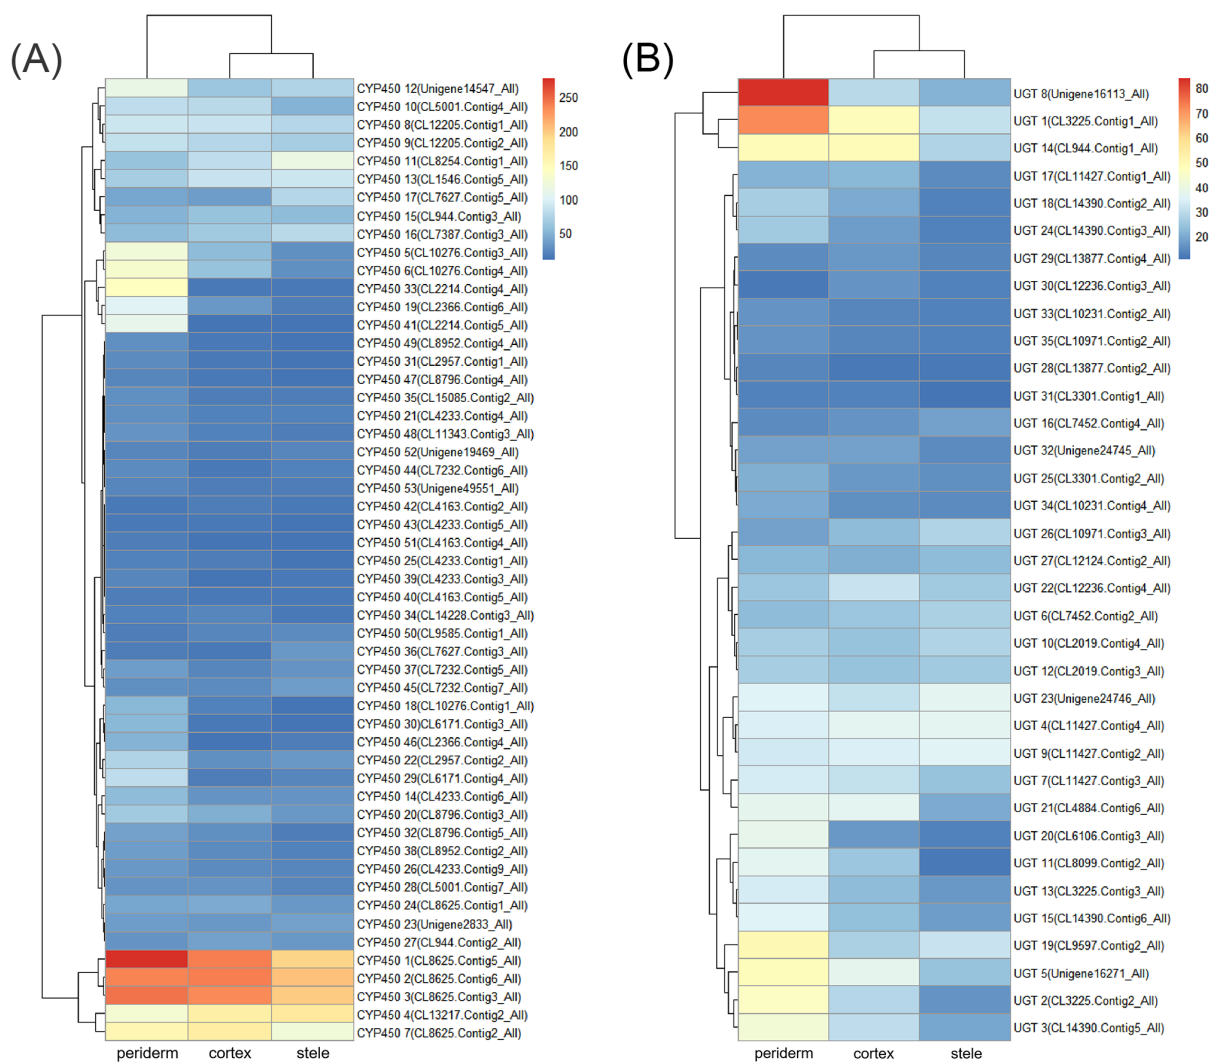 (A)
CYP450 12(Unigene14547_All)
CYP450 10(CL5001.Contig4_All)
CYP450 8(CL12205.Contig1_All)
CYP450 9(CL12205.Contig2_All)
CYP450 11(CL8254.Contig1_All)
CYP450 13(CL1546.Contig5_All)
CYP450 17(CL7627.Contig5_All)
CYP450 15(CL944.Contig3_All)
CYP450 16(CL7387.Contig3_All)
CYP450 5(CL10276.Contig3_All)
CYP450 6(CL10276.Contig4_All)
CYP450 33(CL2214.Contig4_All)
CYP450 19(CL2366.Contig6_All)
CYP450 41(CL2214.Contig5_All)
CYP450 49(CL8952.Contig4_All)
CYP450 31(CL2957.Contig1_All)
CYP450 47(CL8796.Contig4_All)
CYP450 35(CL15085.Contig2_All)
CYP450 21(CL4233.Contig4_All)
CYP450 48(CL11343.Contig3_All)
CYP450 52(Unigene19469_All)
CYP450 44(CL7232.Contig6_All)
CYP450 53(Unigene49551_All)
CYP450 42(CL4163.Contig2_All)
CYP450 43(CL4233.Contig5_All)
CYP450 51(CL4163.Contig4_All)
CYP450 25(CL4233.Contig1_All)
CYP450 39(CL4233.Contig3_All)
CYP450 40(CL4163.Contig5_All)
CYP450 34(CL14228.Contig3_All)
CYP450 50(CL9585.Contig1_All)
CYP450 36(CL7627.Contig3_All)
CYP450 37(CL7232.Contig5_All)
CYP450 45(CL7232.Contig7_All)
CYP450 18(CL10276.Contig1_All)
CYP450 30(CL6171.Contig3_All)
CYP450 46(CL2366.Contig4_All)
CYP450 22(CL2957.Contig2_All)
CYP450 29(CL6171.Contig4_All)
CYP450 14(CL4233.Contig6_All)
CYP450 20(CL8796.Contig3_All)
CYP450 32(CL8796.Contig5_All)
CYP450 38(CL8952.Contig2_All)
CYP450 26(CL4233.Contig9_All)
CYP450 28(CL5001.Contig7_All)
CYP450 24(CL8625.Contig1_All)
CYP450 23(Unigene2833_All)
CYP450 27(CL944.Contig2_All)
CYP450 1(CL8625.Contig5_All)
CYP450 2(CL8625.Contig6_All)
CYP450 3(CL8625.Contig3_All)
CYP450 4(CL13217.Contig2_All)
CYP450 7(CL8625.Contig2_All)
periderm cortex stele
250
200
150
100
50
(B)
UGT 8(Unigene16113_All)
UGT 1(CL3225.Contig1_All)
UGT 14(CL944.Contig1_All)
UGT 17(CL11427.Contig1_All)
UGT 18(CL14390.Contig2_All)
UGT 24(CL14390.Contig3_All)
UGT 29(CL13877.Contig4_All)
UGT 30(CL12236.Contig3_All)
UGT 33(CL10231.Contig2_All)
UGT 35(CL10971.Contig2_All)
UGT 28(CL13877.Contig2_All)
UGT 31(CL3301.Contig1_All)
UGT 16(CL7452.Contig4_All)
UGT 32(Unigene24745_All)
UGT 25(CL3301.Contig2_All)
UGT 34(CL10231.Contig4_All)
UGT 26(CL10971.Contig3_All)
UGT 27(CL12124.Contig2_All)
UGT 22(CL12236.Contig4_All)
UGT 6(CL7452.Contig2_All)
UGT 10(CL2019.Contig4_All)
UGT 12(CL2019.Contig3_All)
UGT 23(Unigene24746_All)
UGT 4(CL11427.Contig4_All)
UGT 9(CL11427.Contig2_All)
UGT 7(CL11427.Contig3_All)
UGT 21(CL4884.Contig6_All)
UGT 20(CL6106.Contig3_All)
UGT 11(CL8099.Contig2_All)
UGT 13(CL3225.Contig3_All)
UGT 15(CL14390.Contig6_All)
UGT 19(CL9597.Contig2_All)
UGT 5(Unigene16271_All)
UGT 2(CL3225.Contig2_All)
UGT 3(CL14390.Contig5_All)
periderm cortex stele
80
70
60
50
40
30
20